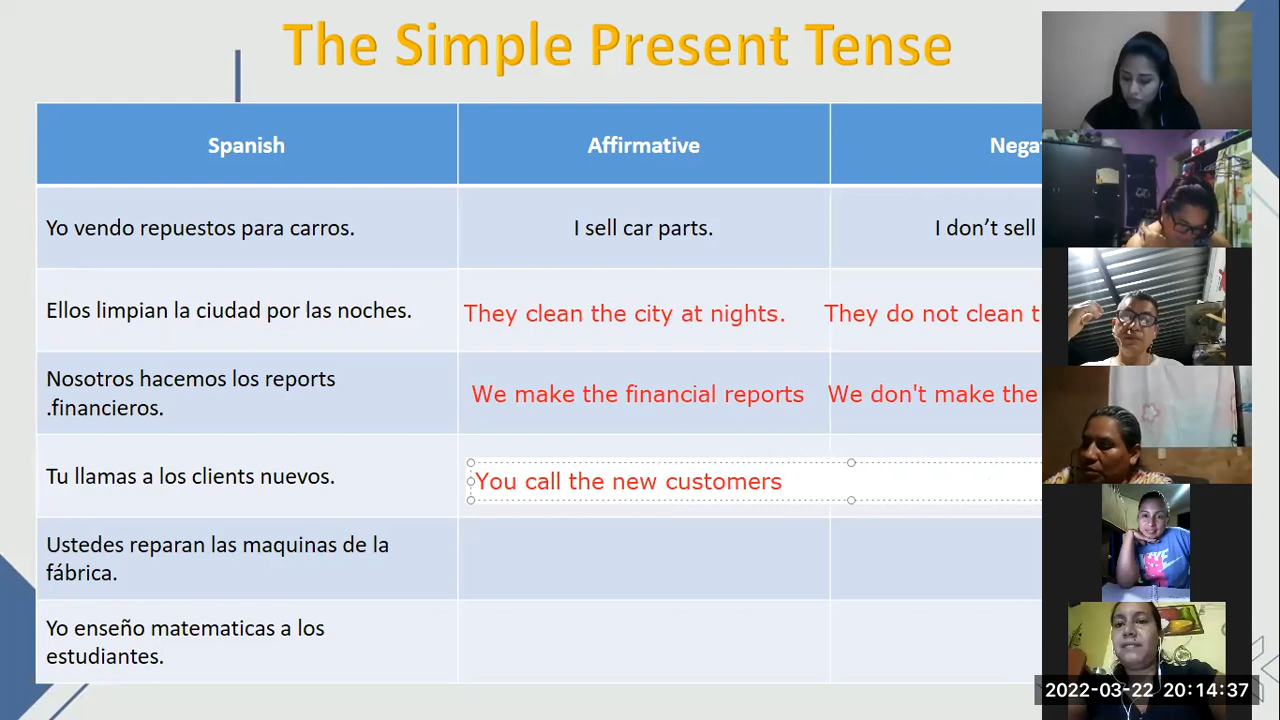 The Simple Present Tense
Spanish
Affirmative
Nega
Yo vendo repuestos para carros.
I sell car parts.
I don't sell
Ellos limpian la ciudad por las noches.
They clean the city at nights.
They do not clean t
Nosotros hacemos los reports
.financieros.
We make the financial reports
We don't make the
Tu llamas a los clients nuevos.
You call the new customers
Ustedes reparan las maquinas de la
fábrica.
Yo enseño matematicas a los
estudiantes.
2022-03-22 20:14:37